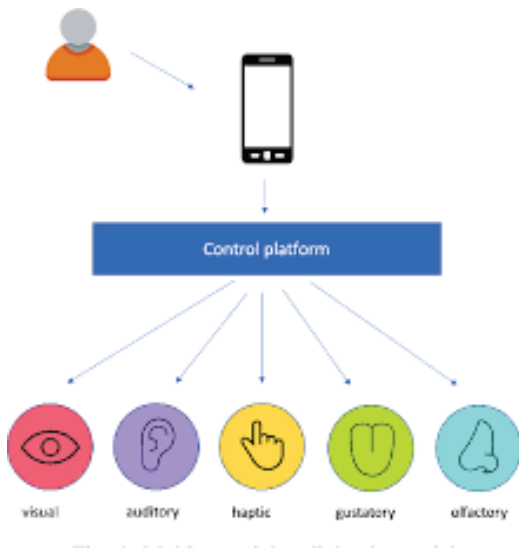 Control platform
visual
auditory
haptic
gustatory
olfactory